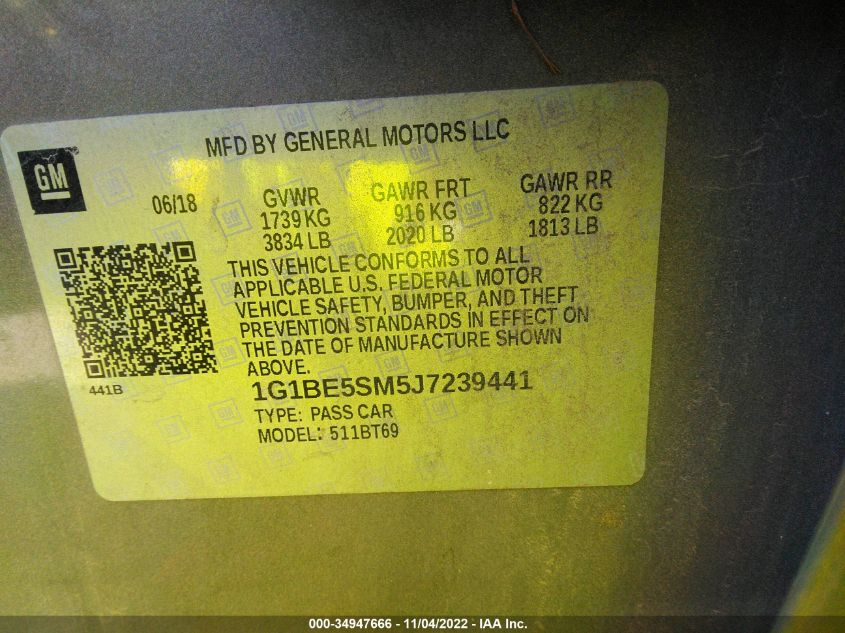 MFD BY GENERAL MOTORS LLC
GM
06/18
GVWR
1739 KG
3834 LB
GAWR FRT
916 KG
2020 LB
GAWR RR
822 KG
1813 LB
THIS VEHICLE CONFORMS TO ALL
APPLICABLE U.S. FEDERAL MOTOR
VEHICLE SAFETY, BUMPER, AND THEFT
PREVENTION STANDARDS IN EFFECT ON
THE DATE OF MANUFACTURE SHOWN
ABOVE.
441B
1G1BE5SM5J7239441
TYPE: PASS CAR
MODEL: 511BT69
000-34947666 - 11/04/2022 - IAA Inc.